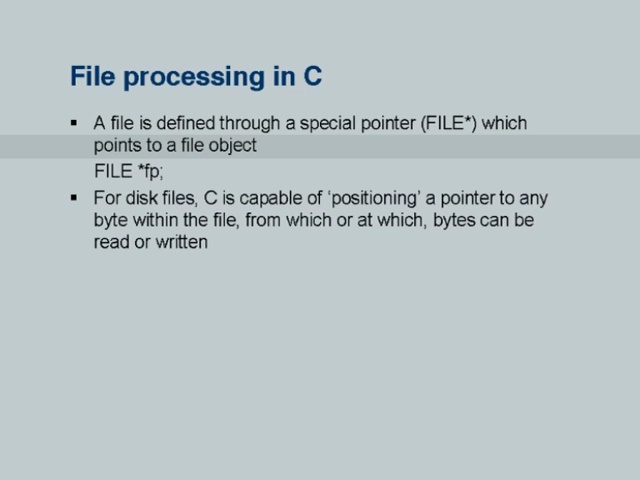 File processing in C
▪ A file is defined through a special pointer (FILE*) which
points to a file object
FILE *fp;
▪ For disk files, C is capable of ‘positioning’ a pointer to any
byte within the file, from which or at which, bytes can be
read or written